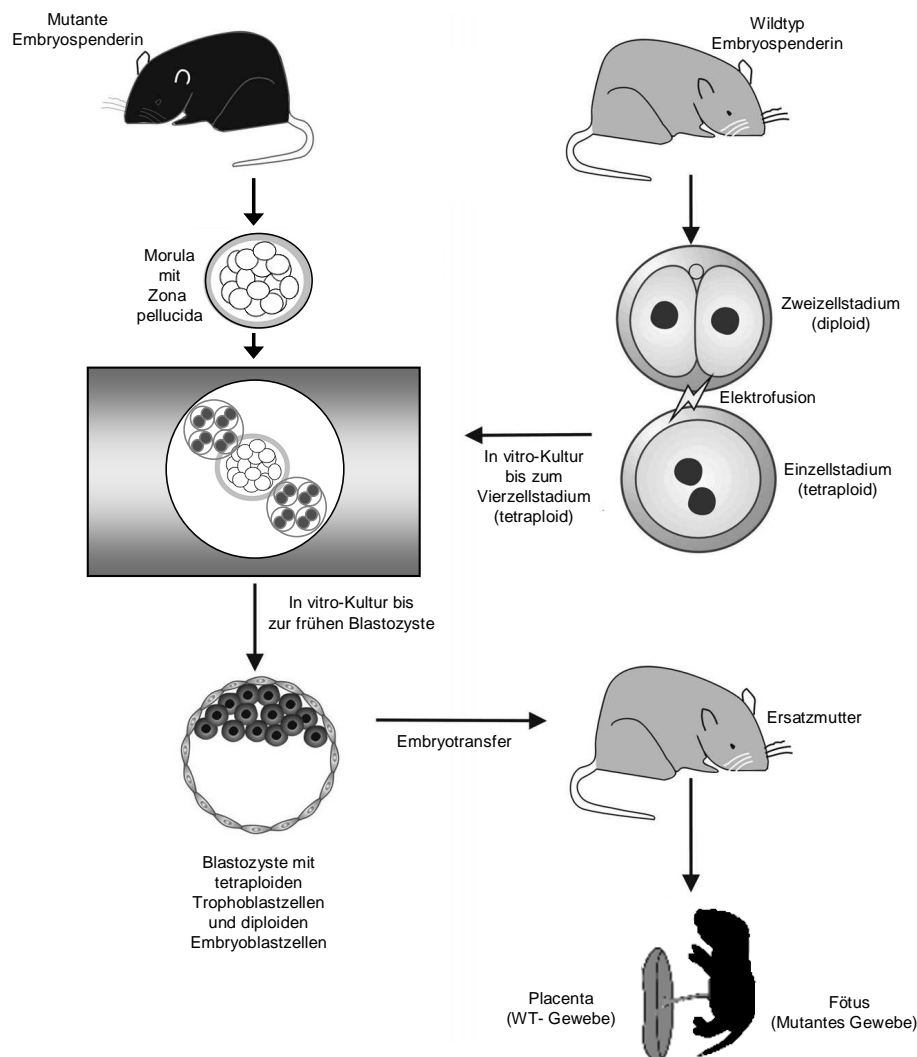 Mutante
Embryospenderin
Wildtyp
Embryospenderin
Morula
mit
Zona
pellucida
Zweizellstadium
(diploid)
Elektrofusion
In vitro-Kultur
bis zum
Vierzellstadium
(tetraploid)
Einzellstadium
(tetraploid)
In vitro-Kultur bis
zur frühen Blastozyste
Embryotransfer
Ersatzmutter
Blastozyste mit
tetraploiden
Trophoblastzellen
und diploiden
Embryoblastzellen
Placenta
(WT- Gewebe)
Fötus
(Mutantes Gewebe)